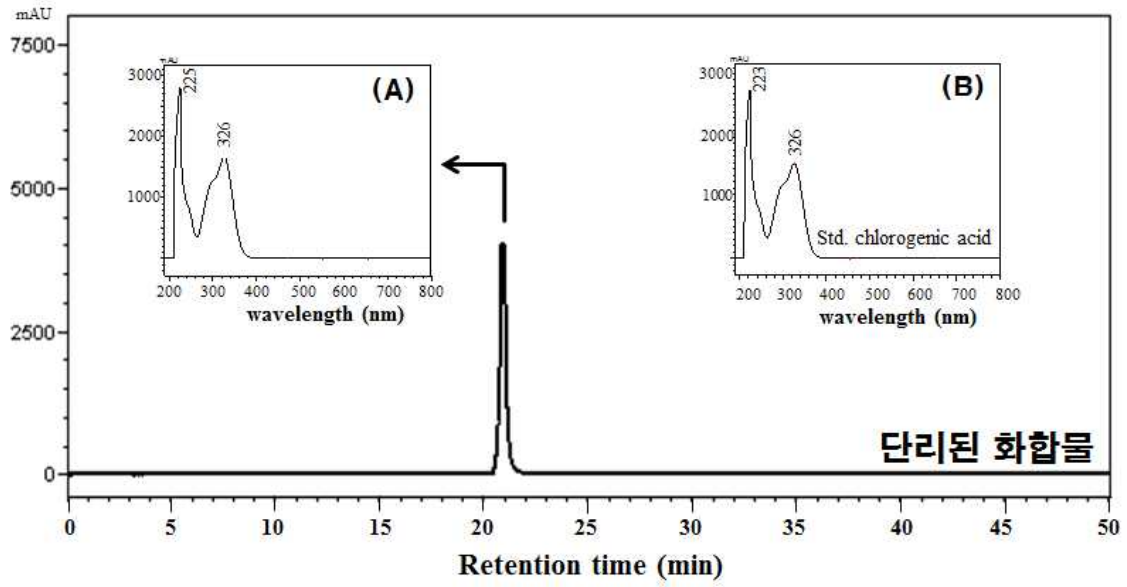 mAU
7500
5000
2500
0
0 5 10 15 20 25 30 35 40 45 50
Retention time (min)
mAU
3000
2000
1000
225
326
(A)
200 300 400 500 600 700 800
wavelength (nm)
mAU
3000
2000
1000
223
326
(B)
Std. chlorogenic acid
200 300 400 500 600 700 800
wavelength (nm)
단리된 화합물